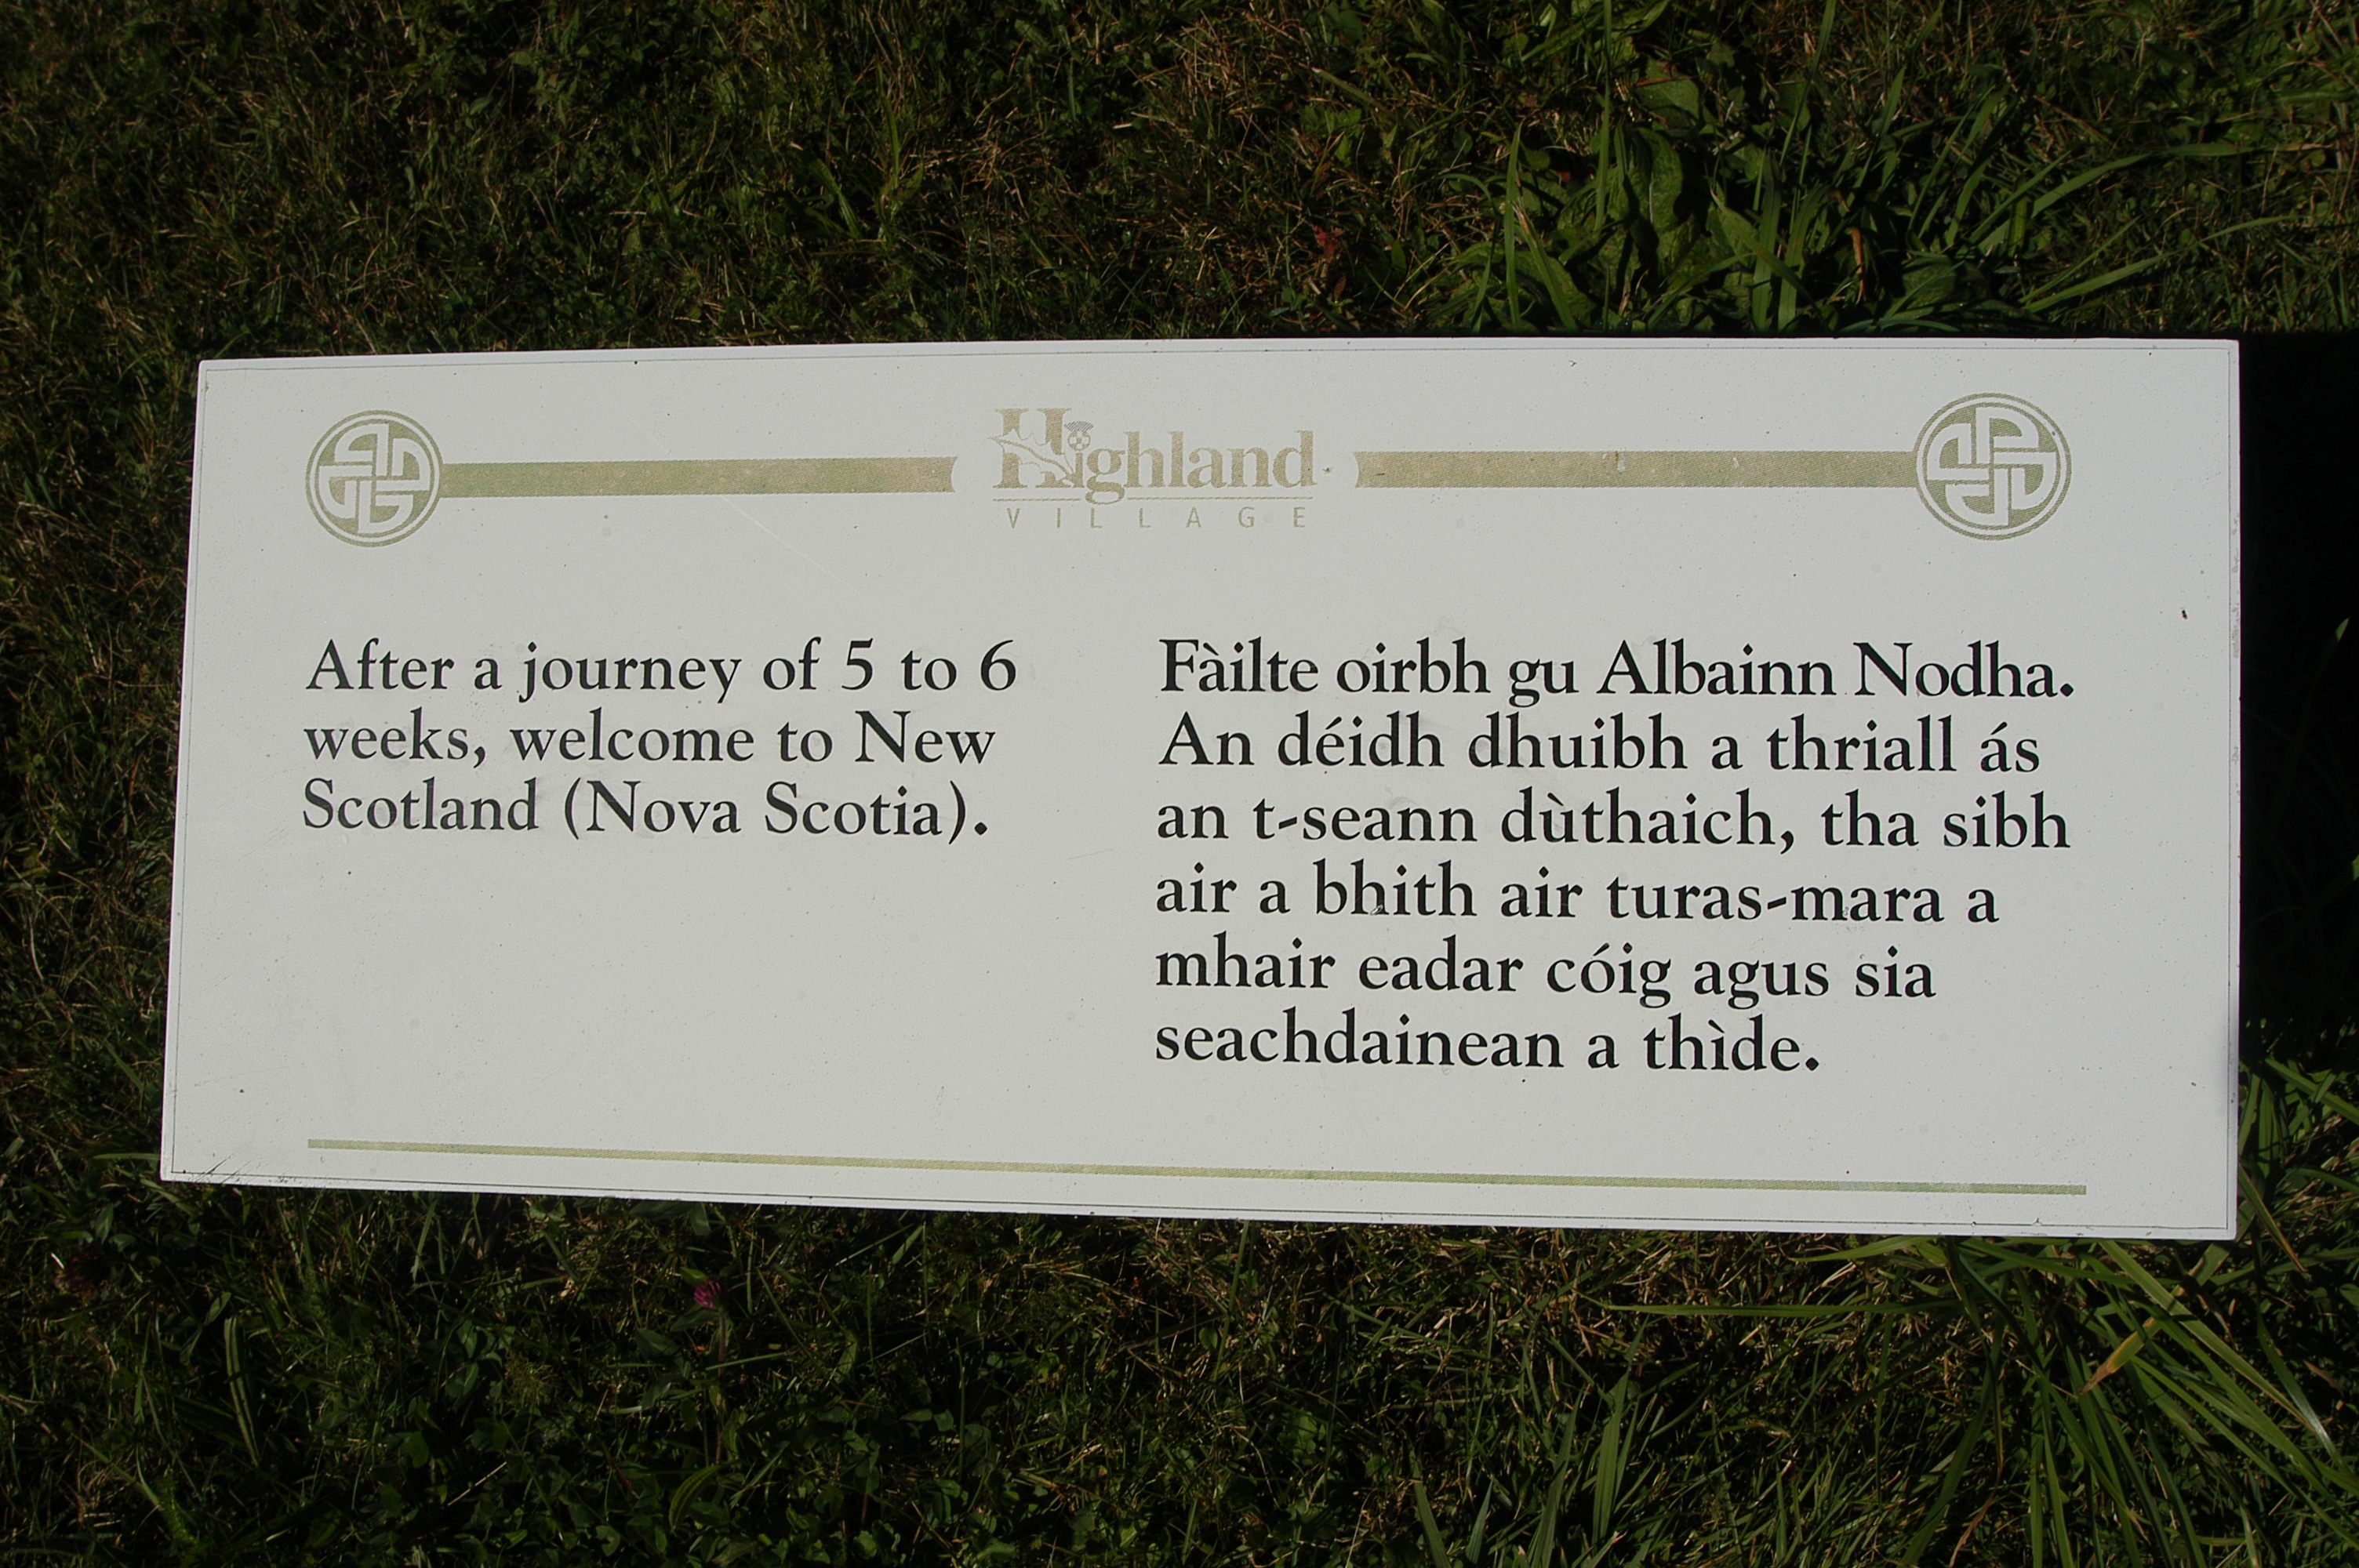 Highland
VILLAGE
After a journey of 5 to 6
weeks, welcome to New
Scotland (Nova Scotia).
Fàilte oirbh gu Albainn Nodha.
An déidh dhuibh a thriall ás
an t-seann dùthaich, tha sibh
air a bhith air turas-mara a
mhair eadar cóig agus sia
seachdainean a thìde.